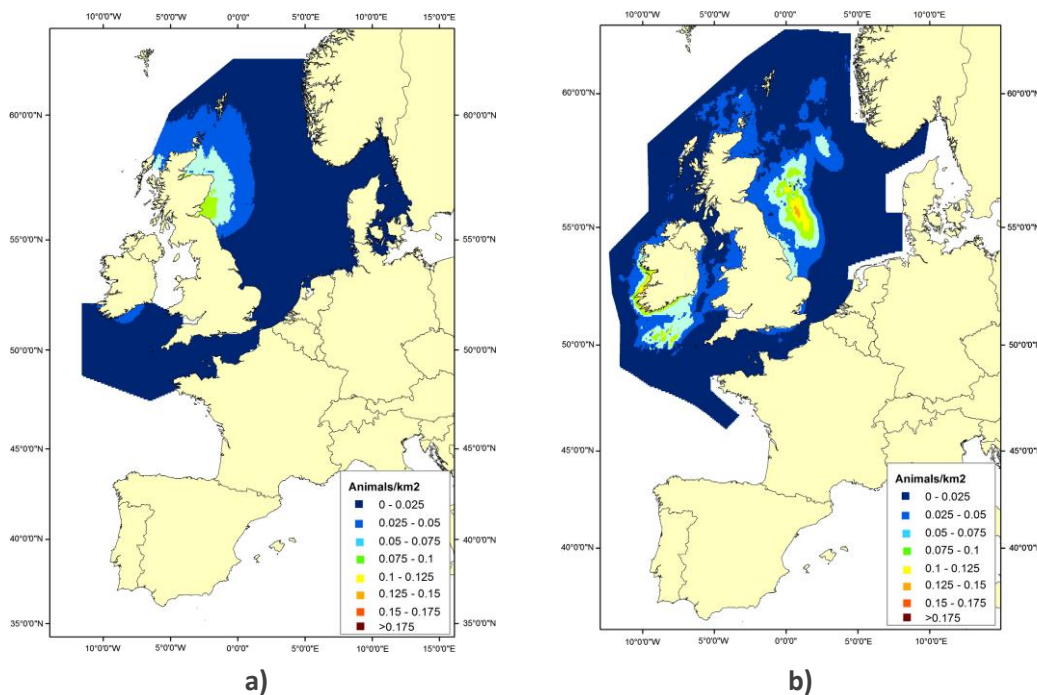 10°0'0"W 5°0'0"W 0°0'0" 5°0'0"E 10°0'0"E 15°0'0"E
60°0'0"N 60°0'0"N
55°0'0"N 55°0'0"N
50°0'0"N 50°0'0"N
45°0'0"N 45°0'0"N
40°0'0"N 40°0'0"N
35°0'0"N 35°0'0"N
Animals/km2
0 - 0.025
0.025 - 0.05
0.05 - 0.075
0.075 - 0.1
0.1 - 0.125
0.125 - 0.15
0.15 - 0.175
>0.175
10°0'0"W 5°0'0"W 0°0'0" 5°0'0"E 10°0'0"E 15°0'0"E
a)
10°0'0"W 5°0'0"W 0°0'0" 5°0'0"E 10°0'0"E
60°0'0"N 60°0'0"N
55°0'0"N 55°0'0"N
50°0'0"N 50°0'0"N
45°0'0"N 45°0'0"N
40°0'0"N 40°0'0"N
Animals/km2
0 - 0.025
0.025 - 0.05
0.05 - 0.075
0.075 - 0.1
0.1 - 0.125
0.125 - 0.15
0.15 - 0.175
>0.175
10°0'0"W 5°0'0"W 0°0'0" 5°0'0"E 10°0'0"E
b)